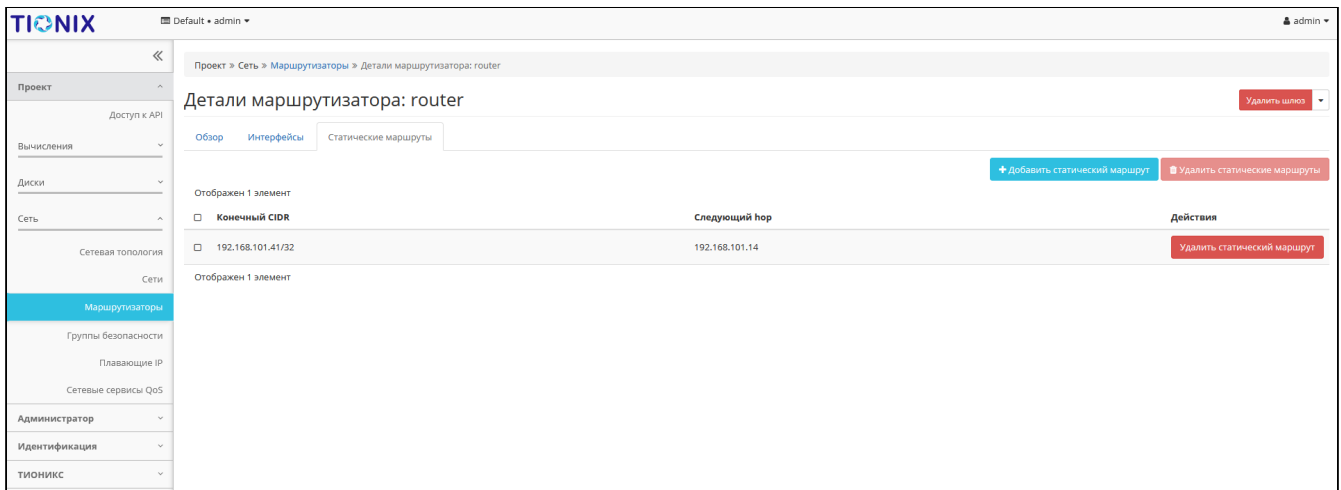 TIONIX
Default • admin
admin
Проект » Сеть » Маршрутизаторы » Детали маршрутизатора: router
Проект
Доступ к API
Вычисления
Диски
Сеть
Сетевая топология
Сети
Маршрутизаторы
Группы безопасности
Плавающие IP
Сетевые сервисы QoS
Администратор
Идентификация
ТИОНИКС
Детали маршрутизатора: router
Удалить шлюз
Обзор Интерфейсы Статические маршруты
+ Добавить статический маршрут Удалить статические маршруты
Отображен 1 элемент
Конечный CIDR Следующий hop Действия
192.168.101.41/32 192.168.101.14 Удалить статический маршрут
Отображен 1 элемент